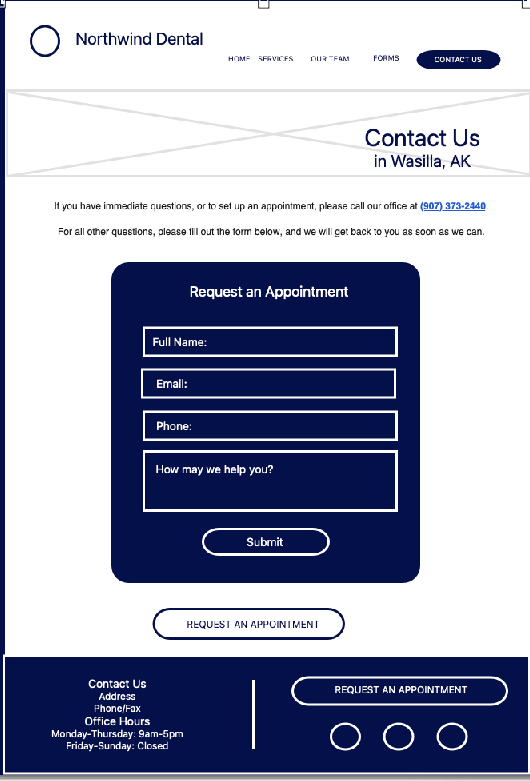 Northwind Dental
HOME SERVICES OUR TEAM FORMS CONTACT US
Contact Us
in Wasilla, AK
If you have immediate questions, or to set up an appointment, please call our office at (907) 373-2440
For all other questions, please fill out the form below, and we will get back to you as soon as we can.
Request an Appointment
Full Name:
Email:
Phone:
How may we help you?
Submit
REQUEST AN APPOINTMENT
Contact Us
Address
Phone/Fax
Office Hours
Monday-Thursday: 9am-5pm
Friday-Sunday: Closed
REQUEST AN APPOINTMENT